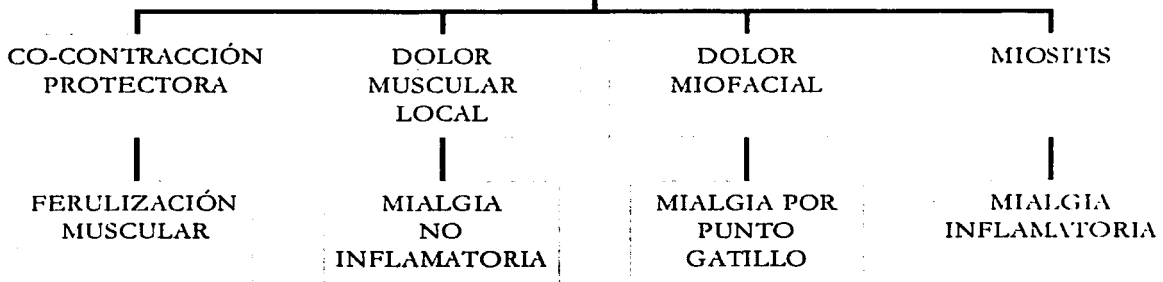 CO-CONTRACCIÓN
PROTECTORA
DOLOR
MUSCULAR
LOCAL
DOLOR
MIOFACIAL
MIOSITIS
FERULIZACIÓN
MUSCULAR
MIALGIA
NO
INFLAMATORIA
MIALGIA POR
PUNTO
GATILLO
MIALGIA
INFLAMATORIA